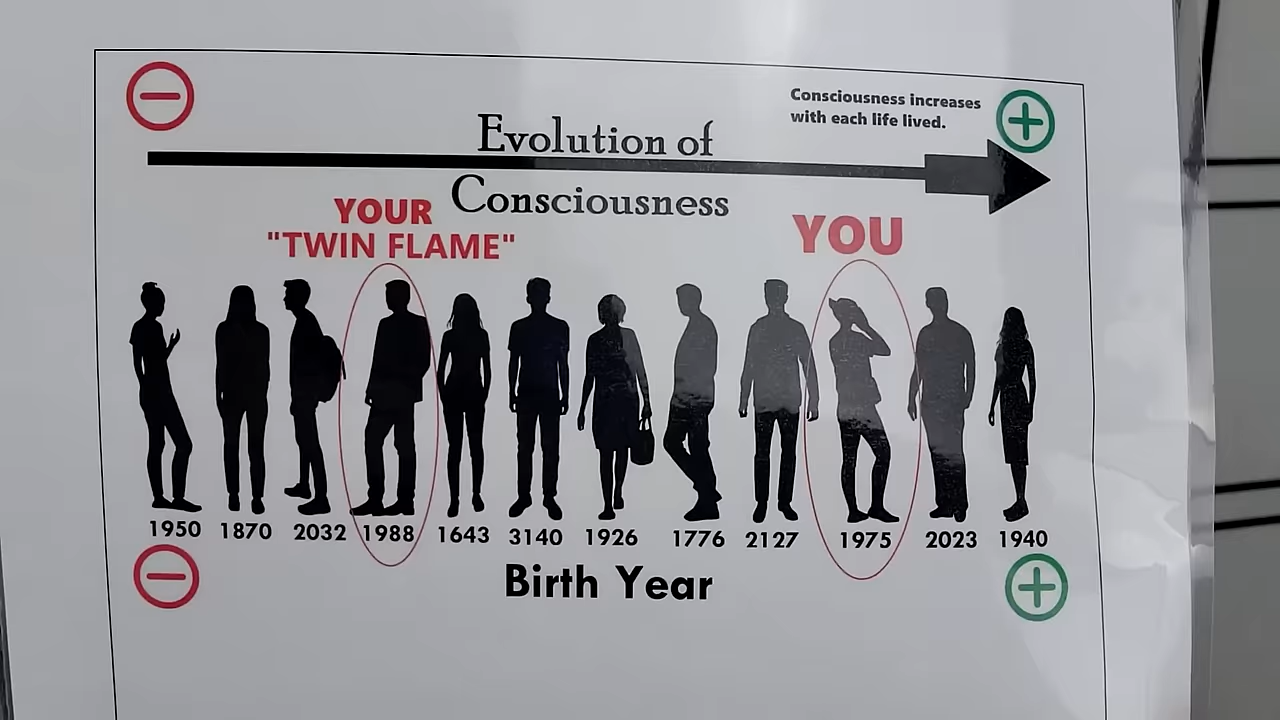 Consciousness increases
with each life lived.
Evolution of
Consciousness
YOUR
"TWIN FLAME"
YOU
1950 1870 2032 1988 1643 3140 1926 1776 2127 1975 2023 1940
Birth Year